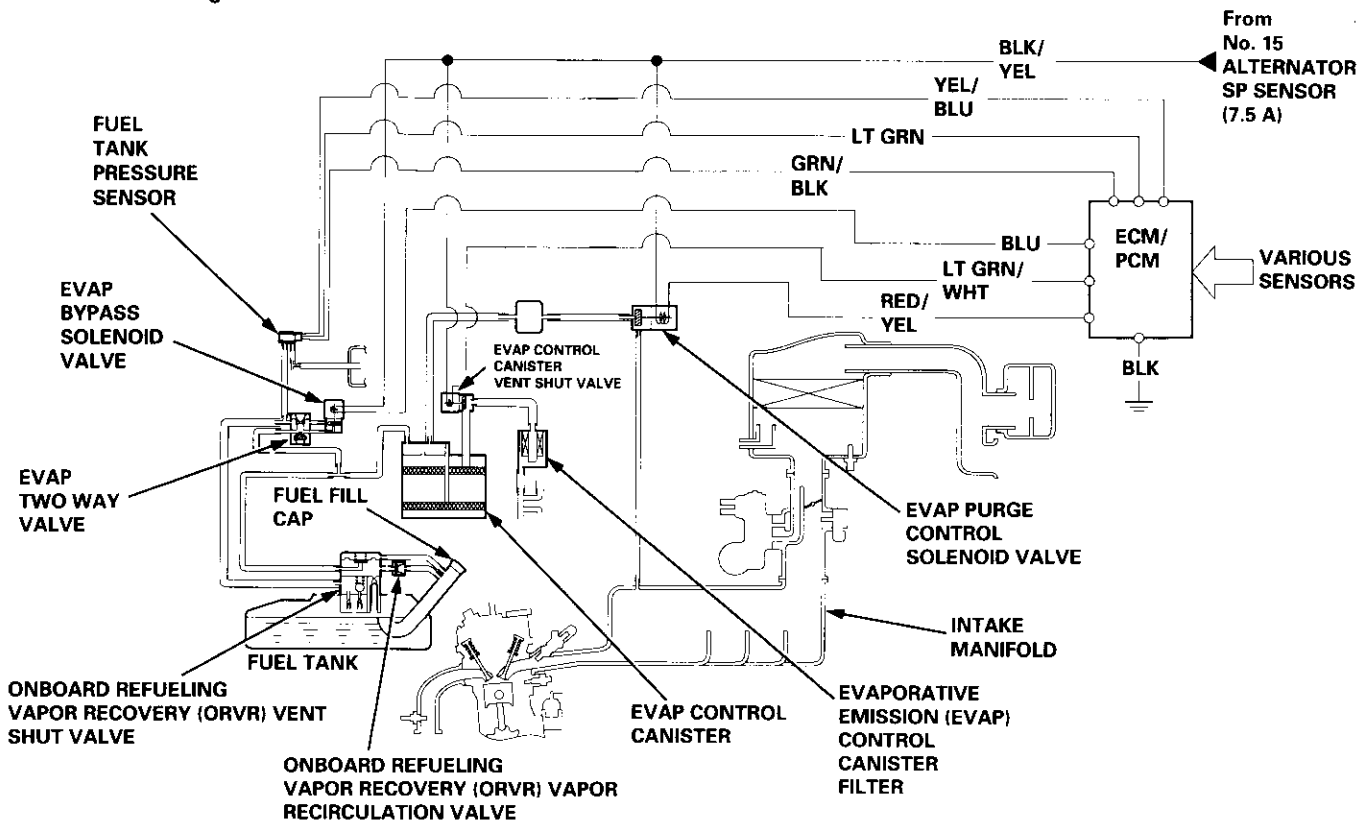 From
No. 15
ALTERNATOR
SP SENSOR
(7.5 A)
BLK/
YEL
YEL/
BLU
LT GRN
GRN/
BLK
FUEL
TANK
PRESSURE
SENSOR
BLU
LT GRN/
WHT
RED/
YEL
ECM/
PCM
VARIOUS
SENSORS
BLK
EVAP
BYPASS
SOLENOID
VALVE
EVAP CONTROL
CANISTER
VENT SHUT VALVE
EVAP
TWO WAY
VALVE
FUEL FILL
CAP
EVAP PURGE
CONTROL
SOLENOID VALVE
FUEL TANK
INTAKE
MANIFOLD
ONBOARD REFUELING
VAPOR RECOVERY (ORVR) VENT
SHUT VALVE
ONBOARD REFUELING
VAPOR RECOVERY (ORVR) VAPOR
RECIRCULATION VALVE
EVAP CONTROL
CANISTER
EVAPORATIVE
EMISSION (EVAP)
CONTROL
CANISTER
FILTER